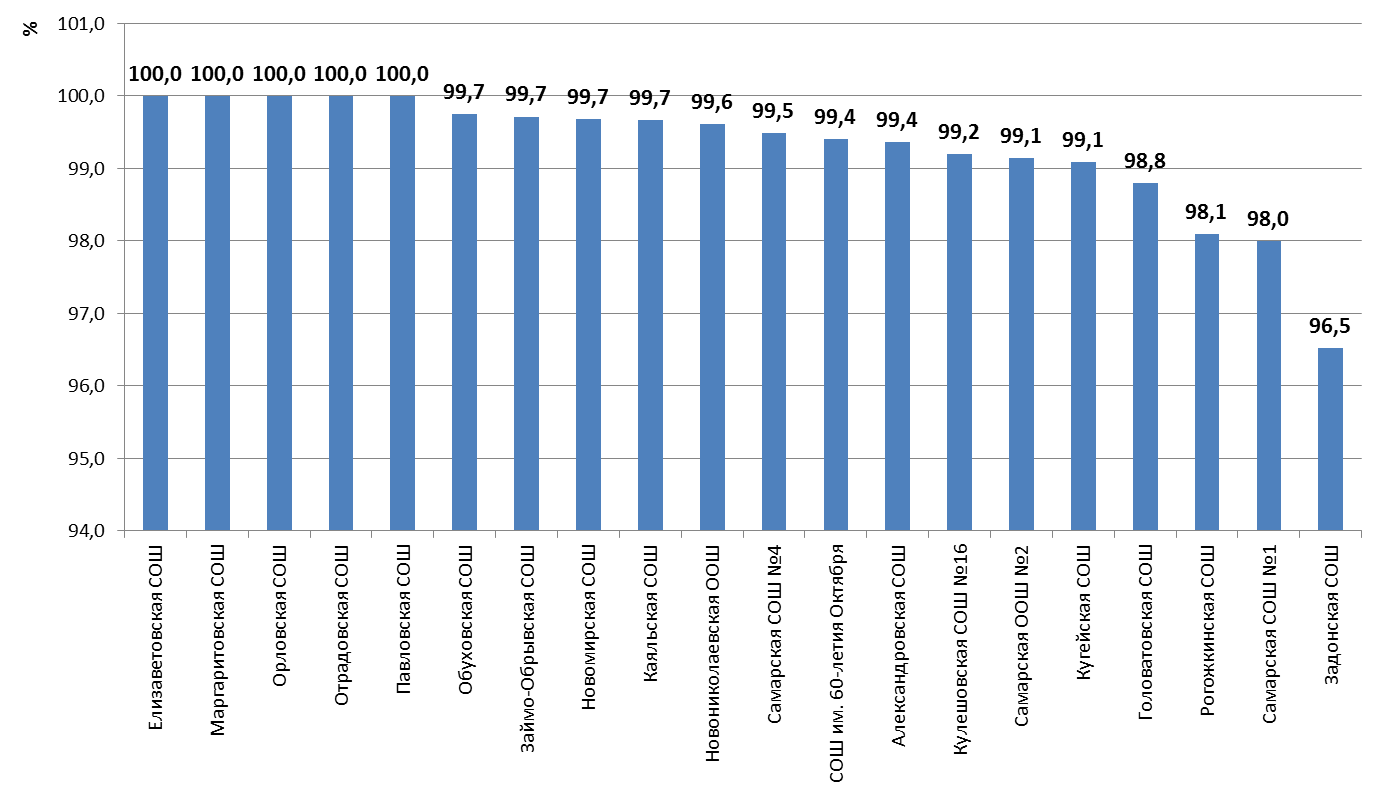 %
101,0
100,0
99,0
98,0
97,0
96,0
95,0
94,0
100,0 100,0 100,0 100,0 100,0 99,7 99,7 99,7 99,7 99,6 99,5 99,4 99,4 99,2 99,1 99,1 98,8 98,1 98,0 96,5
Елизаветовская СОШ
Маргаритовская СОШ
Орловская СОШ
Отрадовская СОШ
Павловская СОШ
Обуховская СОШ
Займо-Обрывская СОШ
Новомирская СОШ
Каяльская СОШ
Новониколаевская ООШ
Самарская СОШ №4
СОШ им. 60-летия Октября
Александровская СОШ
Кулешовская СОШ №16
Самарская ООШ №2
Кугейская СОШ
Головатовская СОШ
Рогожкинская СОШ
Самарская СОШ №1
Задонская СОШ